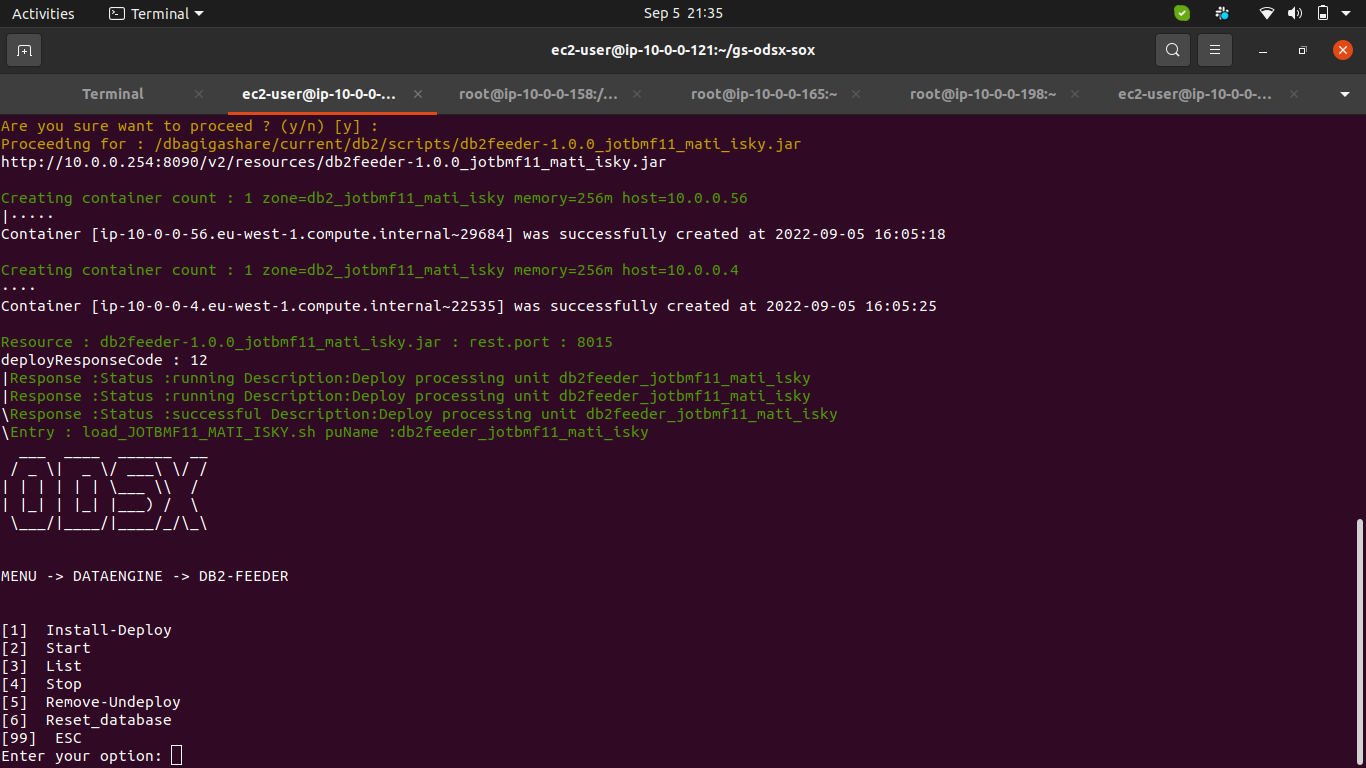 Activities Terminal Sep 5 21:35
ec2-user@ip-10-0-0-121:~/gs-odsx-sox
Terminal ec2-user@ip-10-0-0-... root@ip-10-0-0-158:/... root@ip-10-0-0-165:~ root@ip-10-0-0-198:~ ec2-user@ip-10-0-0-...
Are you sure want to proceed ? (y/n) [y] :
Proceeding for : /dbagigashare/current/db2/scripts/db2feeder-1.0.0_jotbmf11_mati_isky.jar
http://10.0.0.254:8090/v2/resources/db2feeder-1.0.0_jotbmf11_mati_isky.jar
Creating container count : 1 zone=db2_jotbmf11_mati_isky memory=256m host=10.0.0.56
|·····
Container [ip-10-0-0-56.eu-west-1.compute.internal~29684] was successfully created at 2022-09-05 16:05:18
Creating container count : 1 zone=db2_jotbmf11_mati_isky memory=256m host=10.0.0.4
····
Container [ip-10-0-0-4.eu-west-1.compute.internal~22535] was successfully created at 2022-09-05 16:05:25
Resource : db2feeder-1.0.0_jotbmf11_mati_isky.jar : rest.port : 8015
deployResponseCode : 12
|Response :Status :running Description:Deploy processing unit db2feeder_jotbmf11_mati_isky
|Response :Status :running Description:Deploy processing unit db2feeder_jotbmf11_mati_isky
\Response :Status :successful Description:Deploy processing unit db2feeder_jotbmf11_mati_isky
\Entry : load_JOTBMF11_MATI_ISKY.sh puName :db2feeder_jotbmf11_mati_isky
ODSX
MENU -> DATAENGINE -> DB2-FEEDER
[1] Install-Deploy
[2] Start
[3] List
[4] Stop
[5] Remove-Undeploy
[6] Reset_database
[99] ESC
Enter your option: